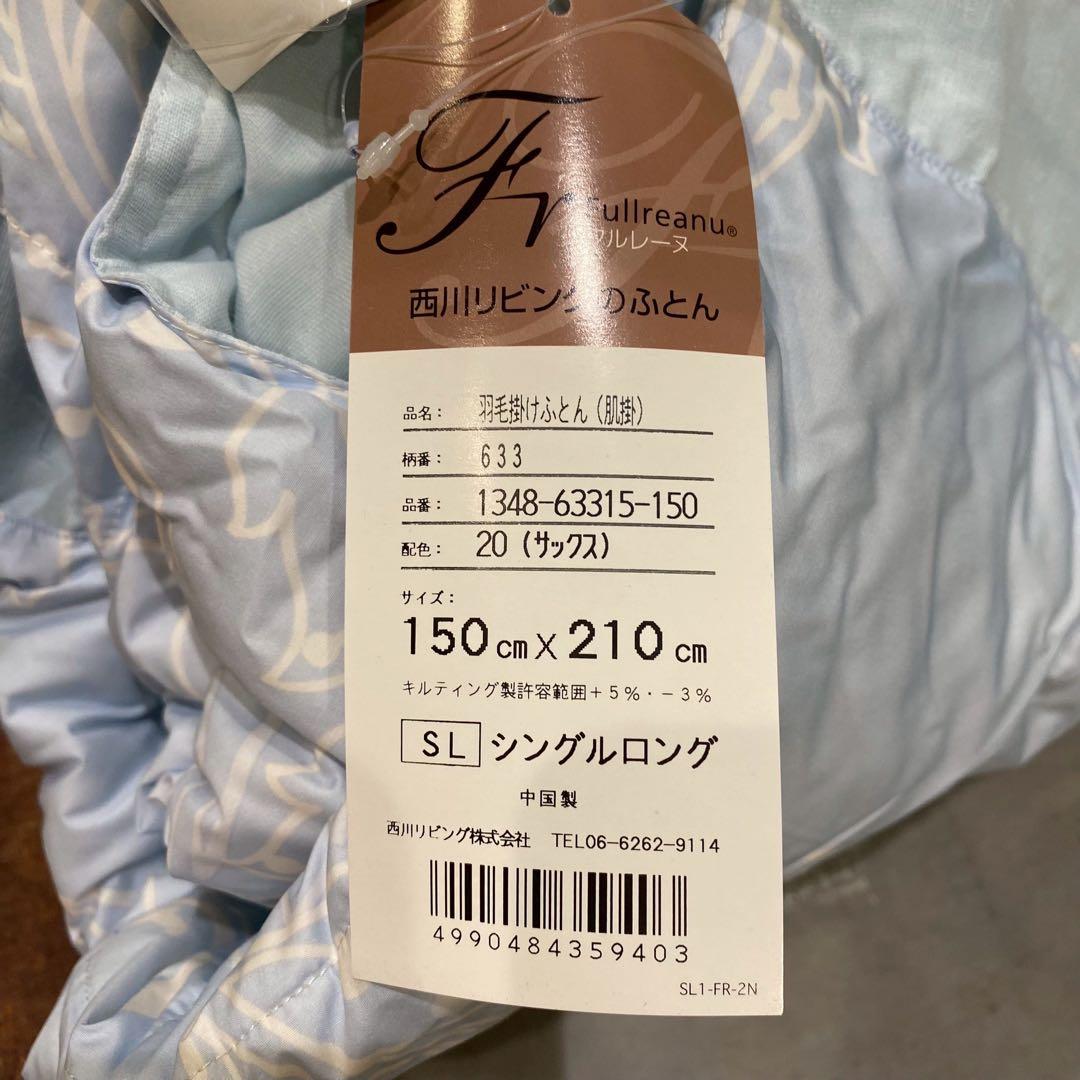 Fr
Fullreanu®
フルレーヌ
西川リビングのふとん
品名： 羽毛掛けふとん（肌掛）
柄番： 633
品番： 1348-63315-150
配色： 20（サックス）
サイズ：
150cm×210cm
キルティング製許容範囲＋5％・－3％
SL シングルロング
中国製
西川リビング株式会社 TEL06-6262-9114
4990484359403
SL1-FR-2N